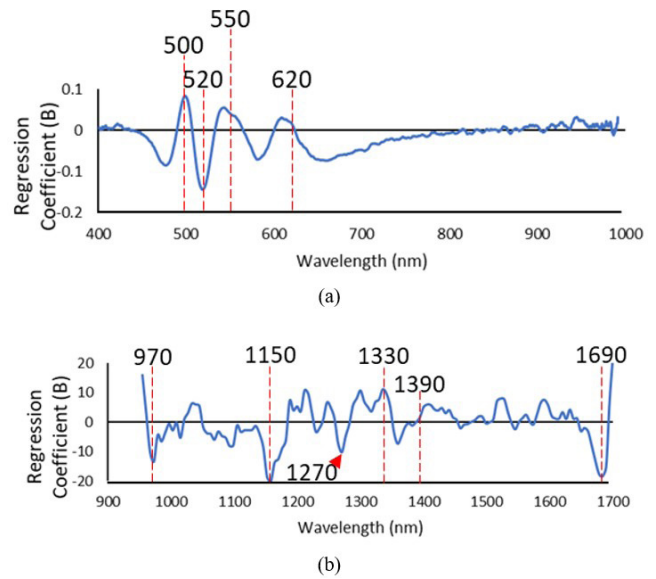 550
500
520
620
0.1
0
-0.1
-0.2
Regression
Coefficient (B)
400 500 600 700 800 900 1000
Wavelength (nm)
(a)
970 1150 1330 1690
1390
20
10
0
-10
-20
Regression
Coefficient (B)
1270
900 1000 1100 1200 1300 1400 1500 1600 1700
Wavelength (nm)
(b)